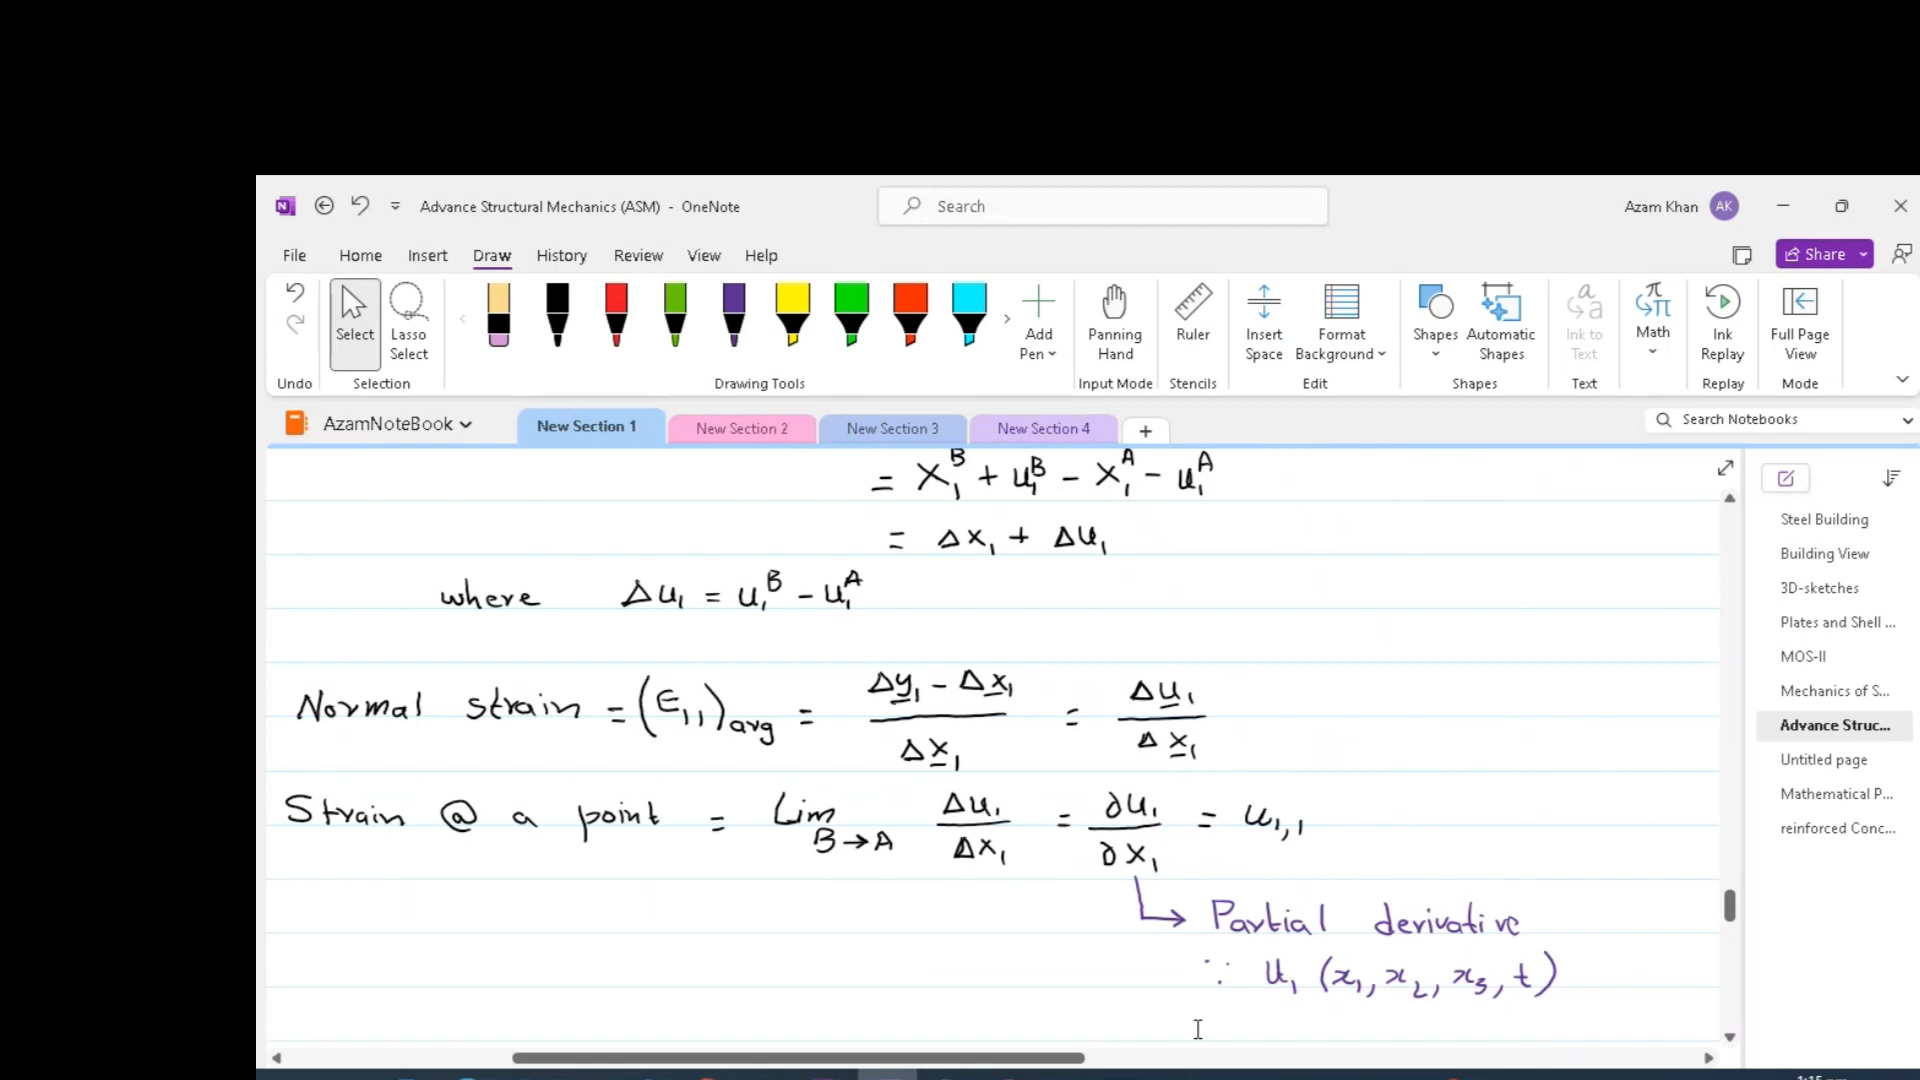 Advance Structural Mechanics (ASM) - OneNote
Search
Azam Khan AK
File Home Insert Draw History Review View Help
Share
Select
Lasso Select
Add Pen
Panning Hand
Ruler
Insert Space
Format Background
Shapes
Automatic Shapes
Ink to Text
Math
Ink Replay
Full Page View
Undo Selection Drawing Tools Input Mode Stencils Edit Shapes Text Replay Mode
AzamNoteBook
New Section 1 New Section 2 New Section 3 New Section 4 +
Search Notebooks
= X₁ᴮ + u₁ᴮ - X₁ᴬ - u₁ᴬ
= Δx₁ + Δu₁
where Δu₁ = u₁ᴮ - u₁ᴬ
Normal strain = (E₁₁)avg = (Δy₁ - Δx₁) / Δx₁ = Δu₁ / Δx₁
Strain @ a point = Lim B→A Δu₁ / Δx₁ = ∂u₁ / ∂x₁ = u₁,₁
Partial derivative
∵ u₁ (x₁, x₂, x₃, t)
Steel Building
Building View
3D-sketches
Plates and Shell ...
MOS-II
Mechanics of S...
Advance Struc...
Untitled page
Mathematical P...
reinforced Conc...